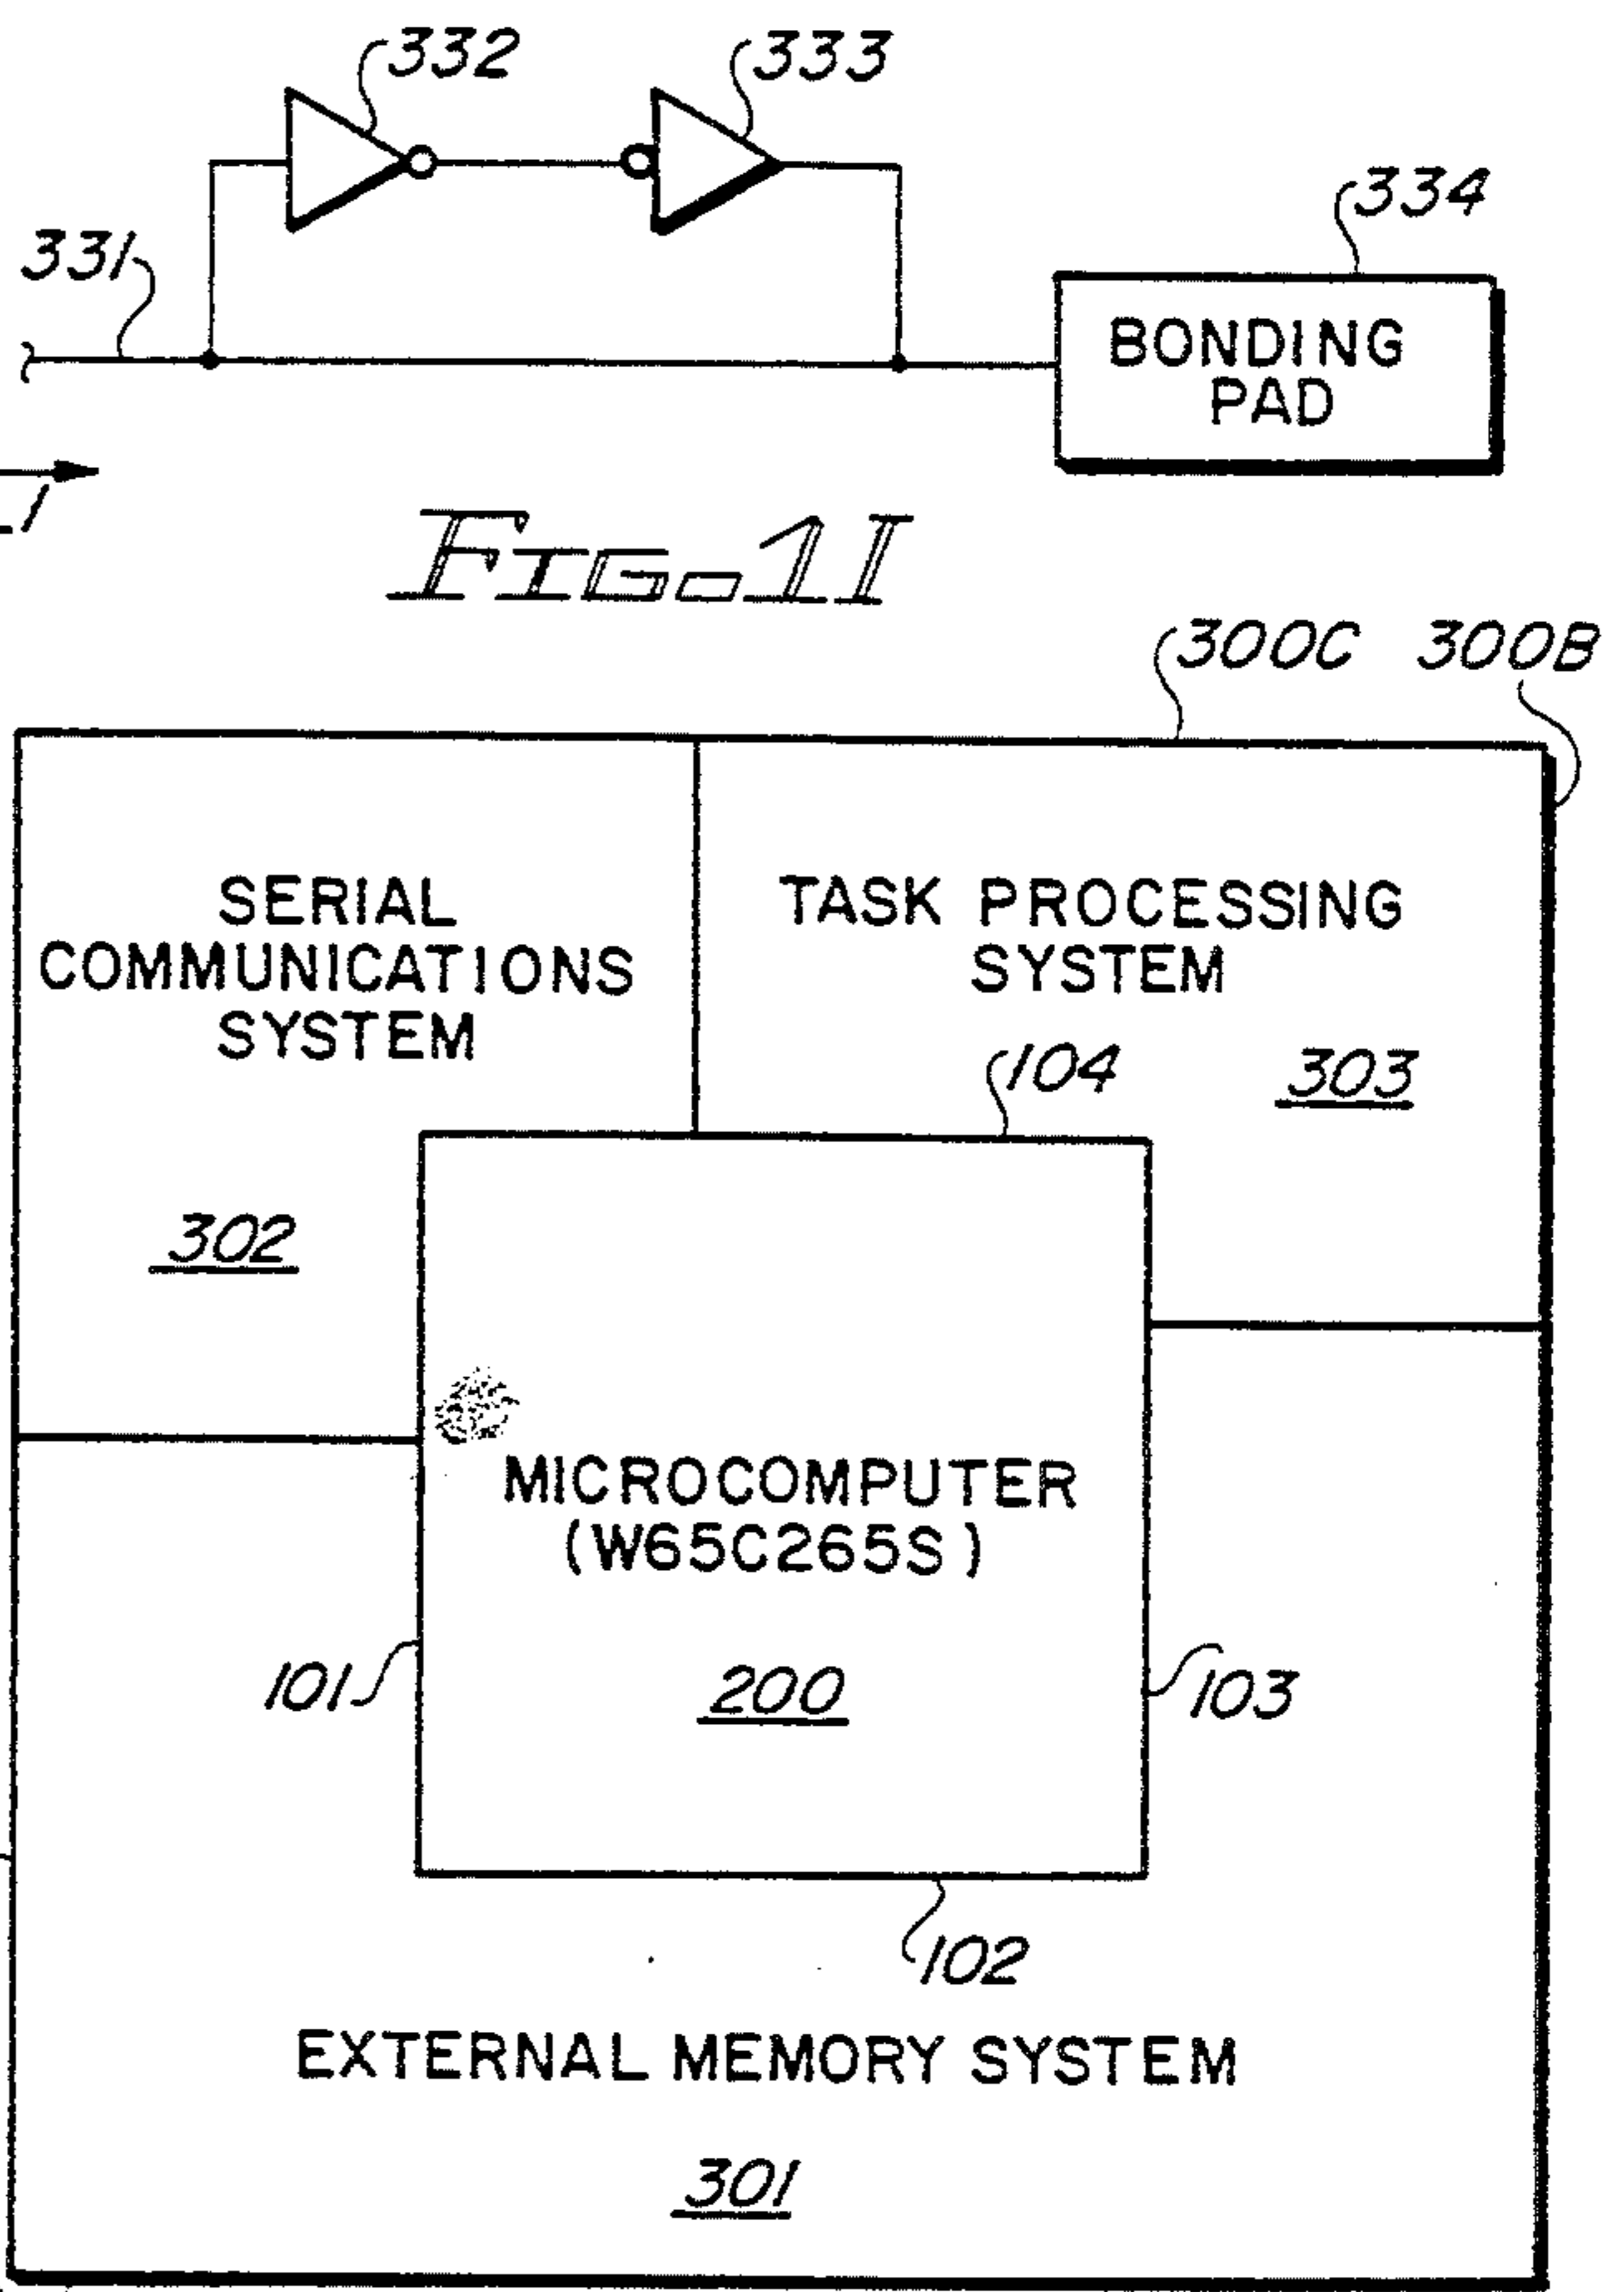 332
333
334
331
BONDING
PAD
FIG. 1I
300C 300B
SERIAL
COMMUNICATIONS
SYSTEM
TASK PROCESSING
SYSTEM
104
303
302
MICROCOMPUTER
(W65C265S)
101
200
103
102
EXTERNAL MEMORY SYSTEM
301